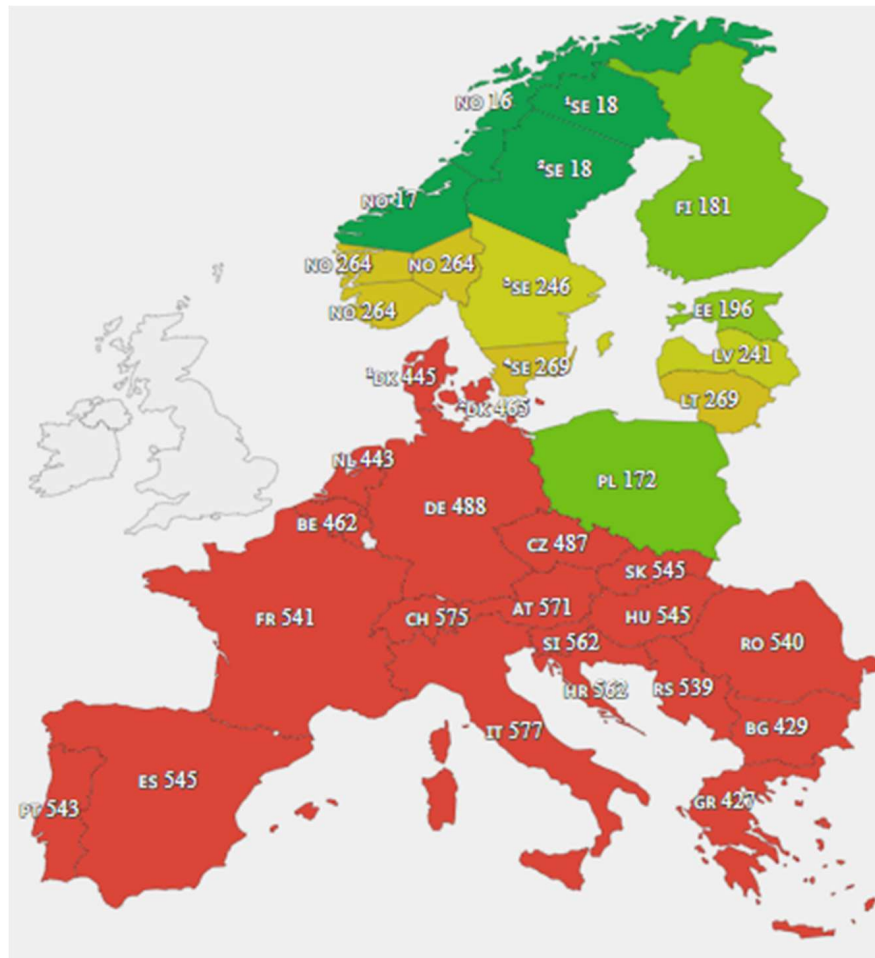 NO 16
¹SE 18
²SE 18
NO 17
FI 181
NO 264
NO 264
³SE 246
NO 264
EE 196
LV 241
⁴SE 269
¹DK 445
LT 269
²DK 465
NL 443
PL 172
DE 488
BE 462
CZ 487
SK 545
AT 571
FR 541
CH 575
HU 545
SI 562
RO 540
HR 562
RS 539
IT 577
BG 429
ES 545
GR 427
PT 543